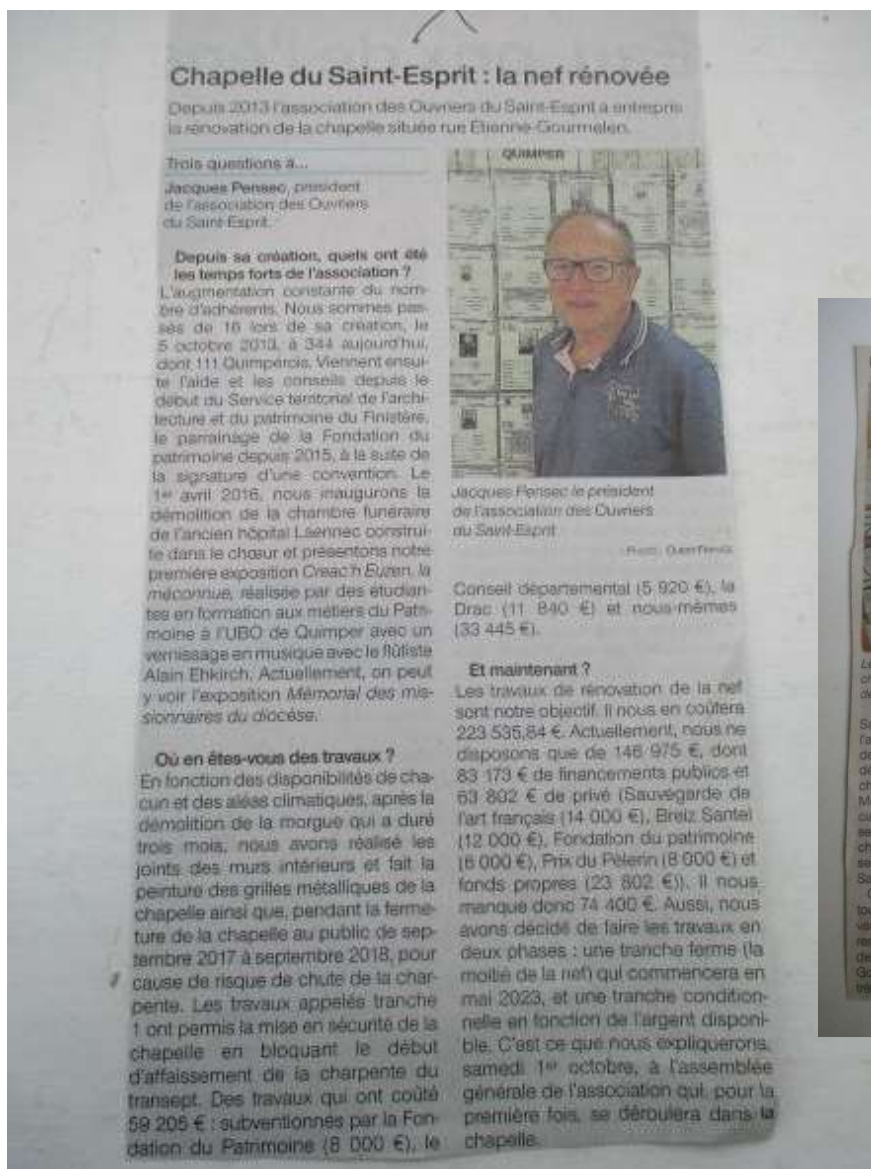 Chapelle du Saint-Esprit : la nef rénovée
Depuis 2013 l'association des Ouvriers du Saint-Esprit a entrepris
la rénovation de la chapelle située rue Etienne-Gourmelen.
Trois questions à...
Jacques Pensec, président
de l'association des Ouvriers
du Saint-Esprit.
Depuis sa création, quels ont été
les temps forts de l'association ?
L'augmentation constante du nom-
bre d'adhérents. Nous sommes pas-
sés de 16 lors de sa création, le
5 octobre 2013, à 344 aujourd'hui,
dont 111 Quimpérois. Viennent ensui-
te l'aide et les conseils depuis le
début du Service territorial de l'archi-
tecture et du patrimoine du Finistère,
le parrainage de la Fondation du
patrimoine depuis 2015, à la suite de
la signature d'une convention. Le
1er avril 2016, nous inaugurons la
démolition de la chambre funéraire
de l'ancien hôpital Laennec construi-
te dans le chœur et présentons notre
première exposition Creac'h Euzen, la
méconnue, réalisée par des étudian-
tes en formation aux métiers du Patri-
moine à l'UBO de Quimper avec un
vernissage en musique avec le flûtiste
Alain Ehkirch. Actuellement, on peut
y voir l'exposition Mémorial des mis-
sionnaires du diocèse.
Où en êtes-vous des travaux ?
En fonction des disponibilités de cha-
cun et des aléas climatiques, après la
démolition de la morgue qui a duré
trois mois, nous avons réalisé les
joints des murs intérieurs et fait la
peinture des grilles métalliques de la
chapelle ainsi que, pendant la ferme-
ture de la chapelle au public de sep-
tembre 2017 à septembre 2018, pour
cause de risque de chute de la char-
pente. Les travaux appelés tranche
1 ont permis la mise en sécurité de la
chapelle en bloquant le début
d'affaissement de la charpente du
transept. Des travaux qui ont coûté
59 205 € : subventionnés par la Fon-
dation du Patrimoine (8 000 €), le
QUIMPER
Jacques Pensec le président
de l'association des Ouvriers
du Saint-Esprit
Photo : Ouest-France
Conseil départemental (5 920 €), la
Drac (11 840 €) et nous-mêmes
(33 445 €).
Et maintenant ?
Les travaux de rénovation de la nef
sont notre objectif. Il nous en coûtera
223 535,84 €. Actuellement, nous ne
disposons que de 146 975 €, dont
83 173 € de financements publics et
63 802 € de privé (Sauvegarde de
l'art français (14 000 €), Breiz Santel
(12 000 €), Fondation du patrimoine
(6 000 €), Prix du Pèlerin (8 000 €) et
fonds propres (23 802 €)). Il nous
manque donc 74 400 €. Aussi, nous
avons décidé de faire les travaux en
deux phases : une tranche ferme (la
moitié de la nef) qui commencera en
mai 2023, et une tranche condition-
nelle en fonction de l'argent disponi-
ble. C'est ce que nous expliquerons,
samedi 1er octobre, à l'assemblée
générale de l'association qui, pour la
première fois, se déroulera dans la
chapelle.